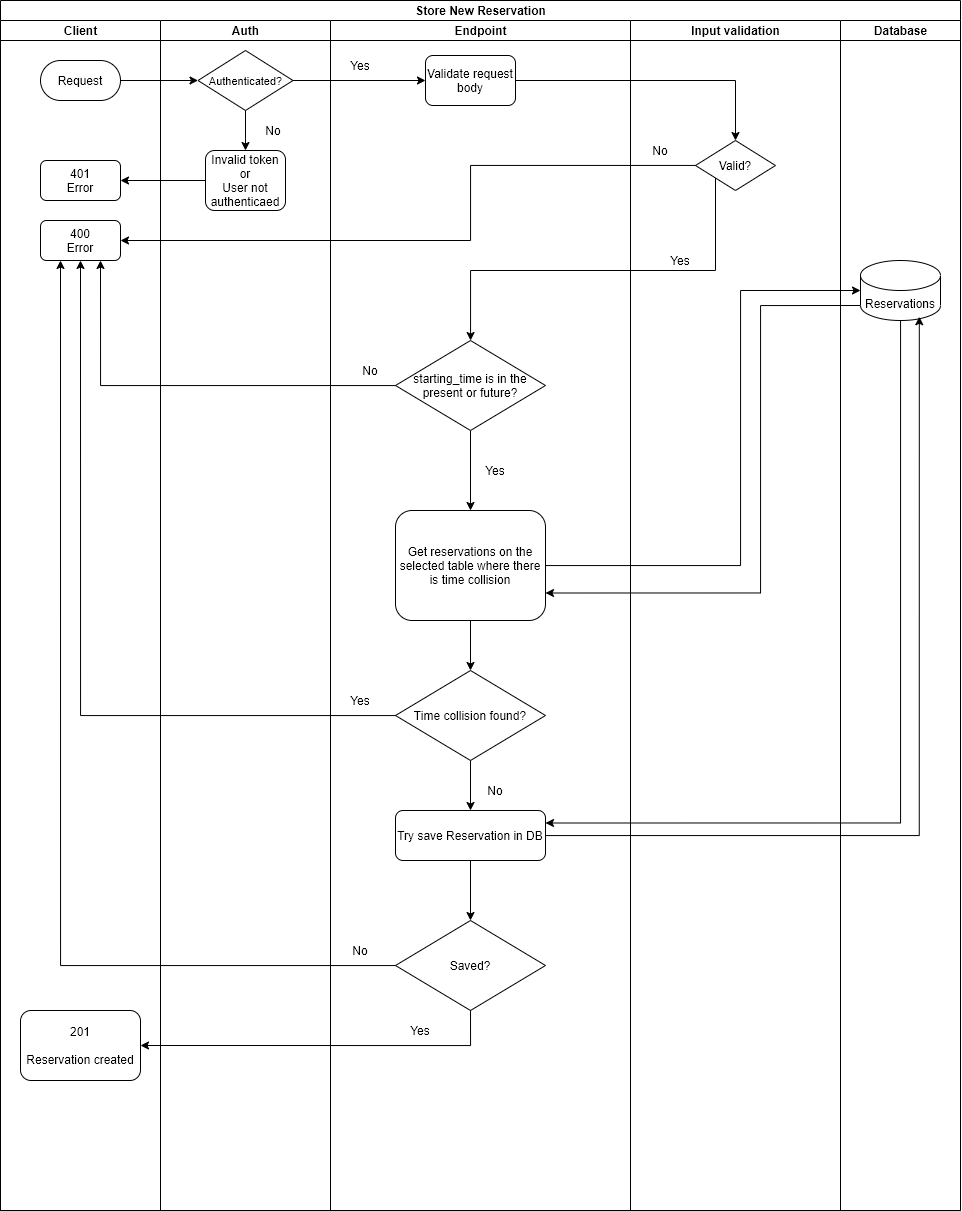 Store New Reservation
Client
Auth
Endpoint
Input validation
Database
Request
Authenticated?
Yes
Validate request
body
No
Invalid token
or
User not
authenticaed
401
Error
No
Valid?
400
Error
Yes
Reservations
No
starting_time is in the
present or future?
Yes
Get reservations on the
selected table where there
is time collision
Yes
Time collision found?
No
Try save Reservation in DB
No
Saved?
Yes
201
Reservation created